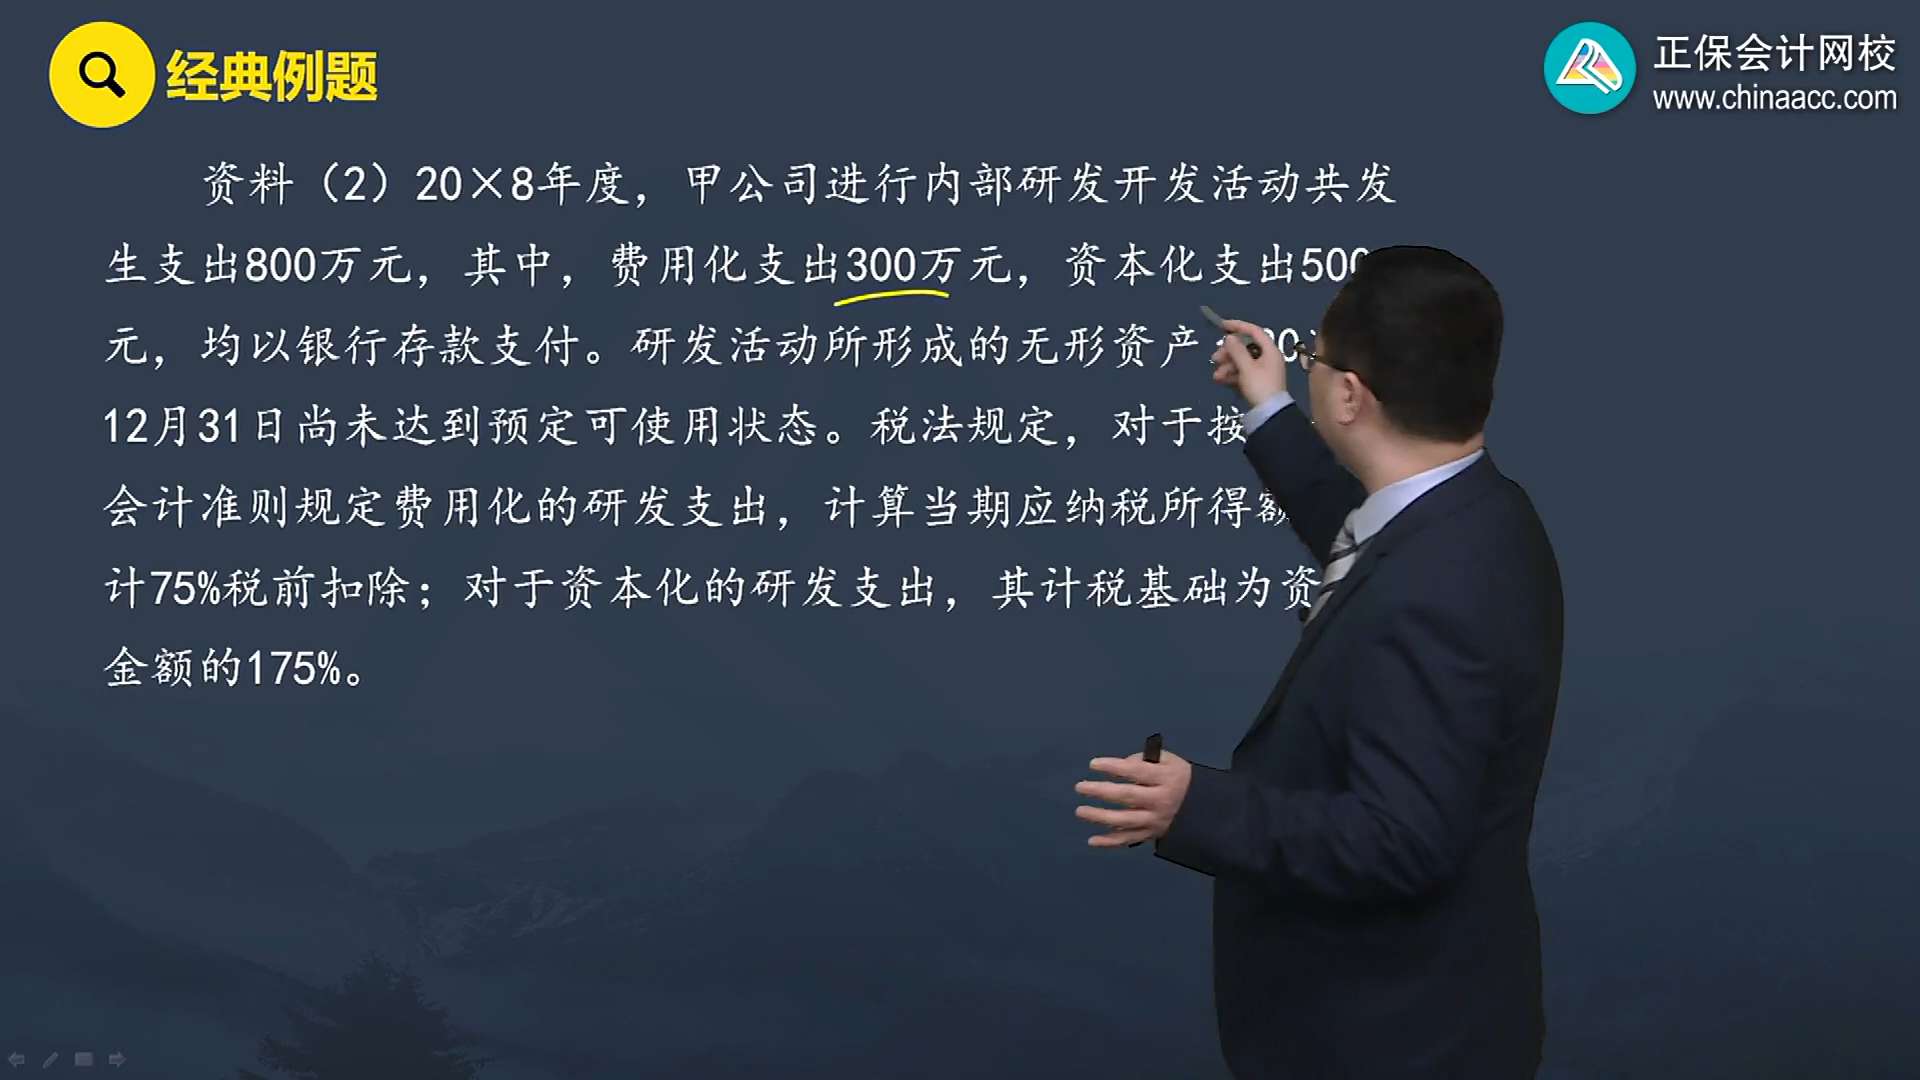 经典例题
正保会计网校
www.chinaacc.com
资料（2）20×8年度，甲公司进行内部研发开发活动共发
生支出800万元，其中，费用化支出300万元，资本化支出500
元，均以银行存款支付。研发活动所形成的无形资产
12月31日尚未达到预定可使用状态。税法规定，对于按
会计准则规定费用化的研发支出，计算当期应纳税所得额
计75%税前扣除；对于资本化的研发支出，其计税基础为资
金额的175%。